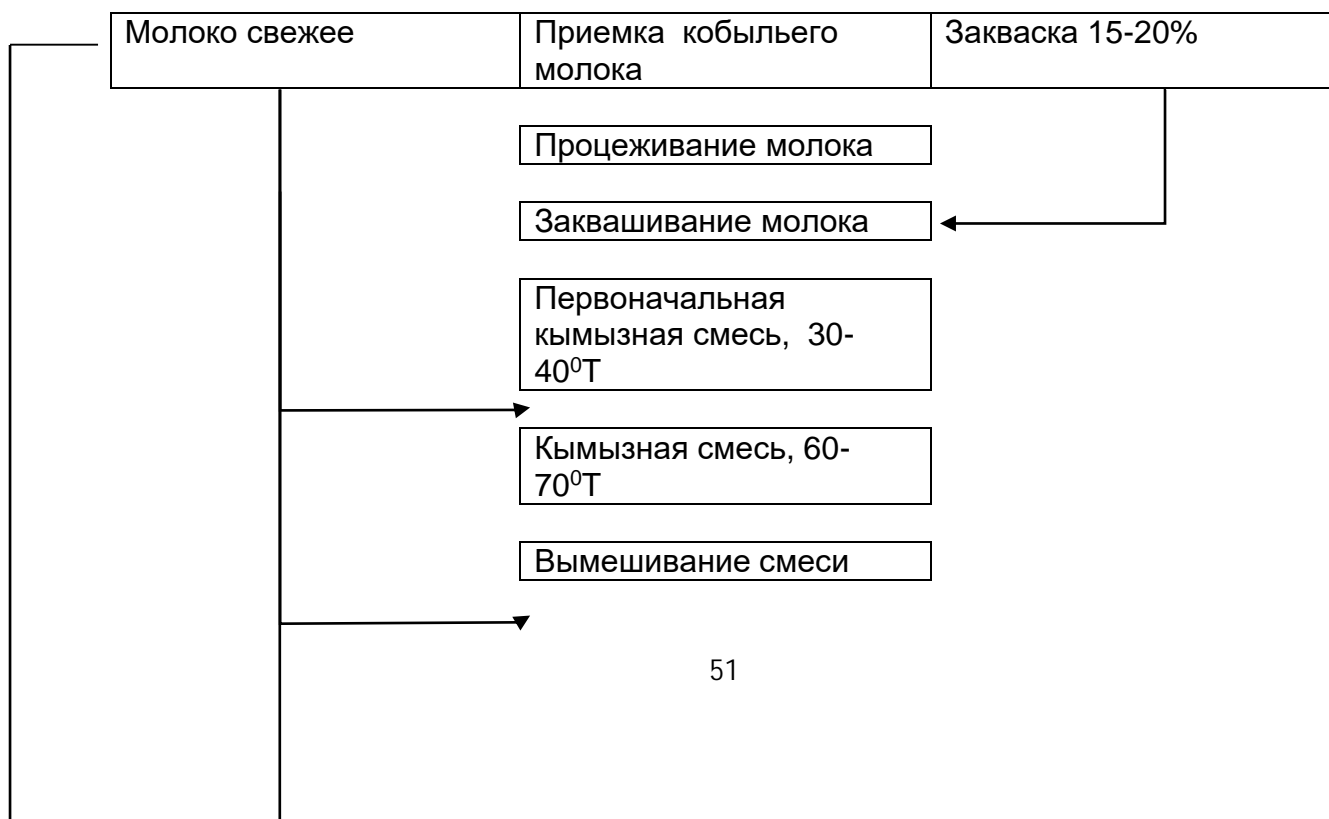 Молоко свежее
Приемка кобыльего
молока
Закваска 15-20%
Процеживание молока
Заквашивание молока
Первоначальная
кымызная смесь, 30-
40⁰Т
Кымызная смесь, 60-
70⁰Т
Вымешивание смеси
51